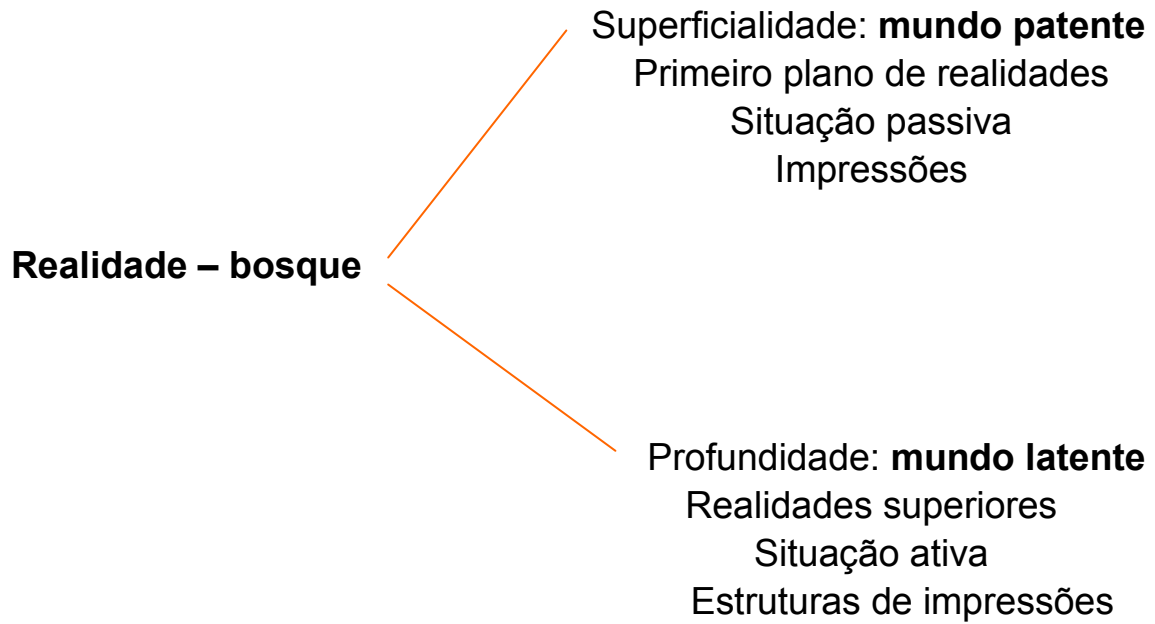 Superficialidade: mundo patente
Primeiro plano de realidades
Situação passiva
Impressões
Realidade – bosque
Profundidade: mundo latente
Realidades superiores
Situação ativa
Estruturas de impressões